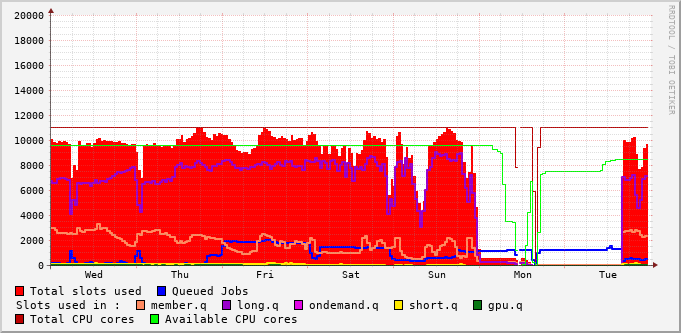 20000
18000
16000
14000
12000
10000
8000
6000
4000
2000
0
Wed Thu Fri Sat Sun Mon Tue
RRDTOOL / TOBI OETIKER
Total slots used Queued Jobs
Slots used in : member.q long.q ondemand.q short.q gpu.q
Total CPU cores Available CPU cores